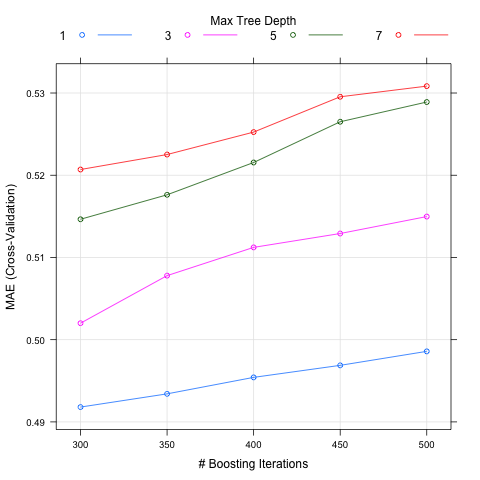 Max Tree Depth
1 3 5 7
0.53
0.52
0.51
0.50
0.49
MAE (Cross-Validation)
300 350 400 450 500
# Boosting Iterations